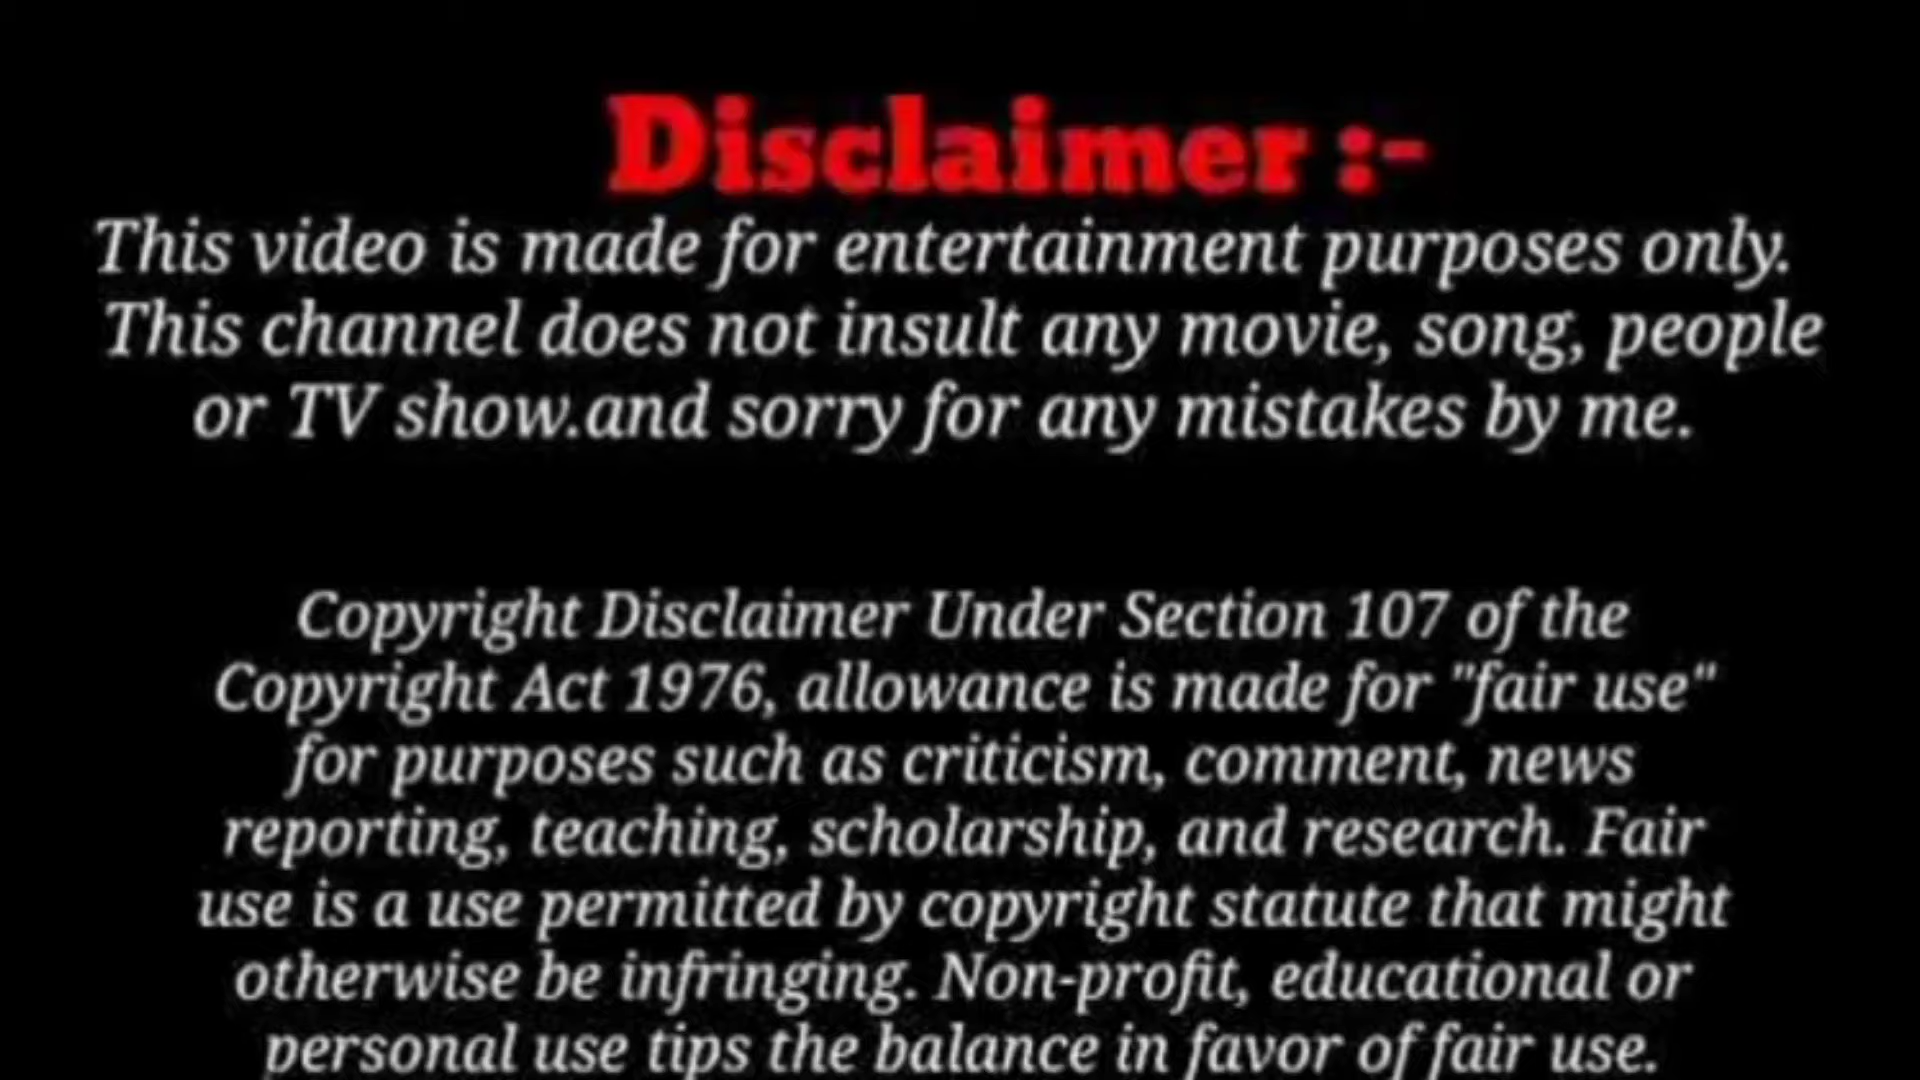 Disclaimer :-
This video is made for entertainment purposes only.
This channel does not insult any movie, song, people
or TV show.and sorry for any mistakes by me.
Copyright Disclaimer Under Section 107 of the
Copyright Act 1976, allowance is made for "fair use"
for purposes such as criticism, comment, news
reporting, teaching, scholarship, and research. Fair
use is a use permitted by copyright statute that might
otherwise be infringing. Non-profit, educational or
personal use tips the balance in favor of fair use.